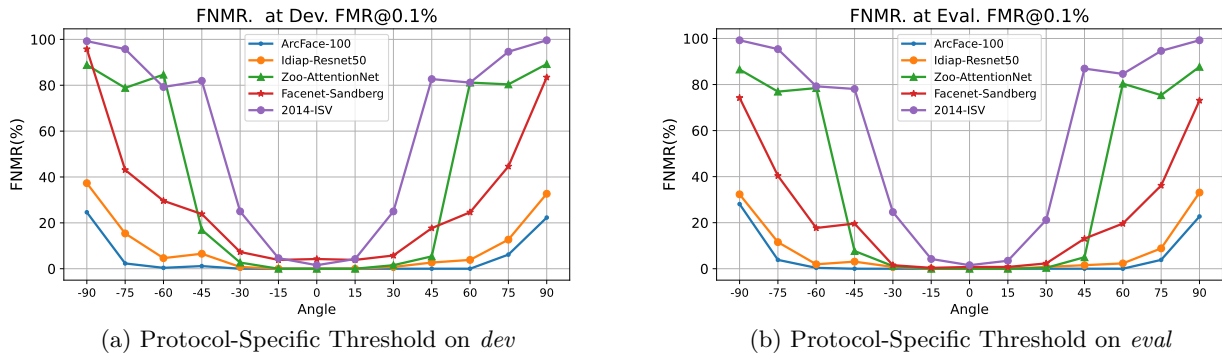 FNMR. at Dev. FMR@0.1%
FNMR(%)
100
80
60
40
20
0
ArcFace-100
Idiap-Resnet50
Zoo-AttentionNet
Facenet-Sandberg
2014-ISV
-90 -75 -60 -45 -30 -15 0 15 30 45 60 75 90
Angle
(a) Protocol-Specific Threshold on dev
FNMR. at Eval. FMR@0.1%
FNMR(%)
100
80
60
40
20
0
ArcFace-100
Idiap-Resnet50
Zoo-AttentionNet
Facenet-Sandberg
2014-ISV
-90 -75 -60 -45 -30 -15 0 15 30 45 60 75 90
Angle
(b) Protocol-Specific Threshold on eval